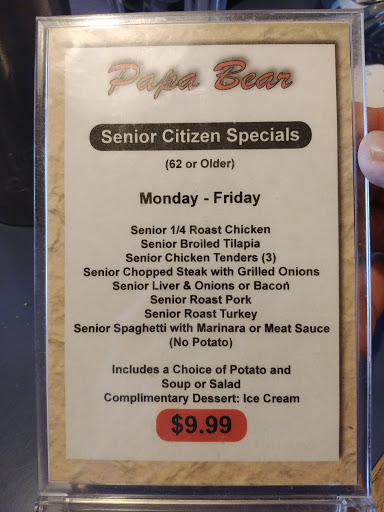 Papa Bear
Senior Citizen Specials
(62 or Older)
Monday - Friday
Senior 1/4 Roast Chicken
Senior Broiled Tilapia
Senior Chicken Tenders (3)
Senior Chopped Steak with Grilled Onions
Senior Liver & Onions or Bacon
Senior Roast Pork
Senior Roast Turkey
Senior Spaghetti with Marinara or Meat Sauce
(No Potato)
Includes a Choice of Potato and
Soup or Salad
Complimentary Dessert: Ice Cream
$9.99